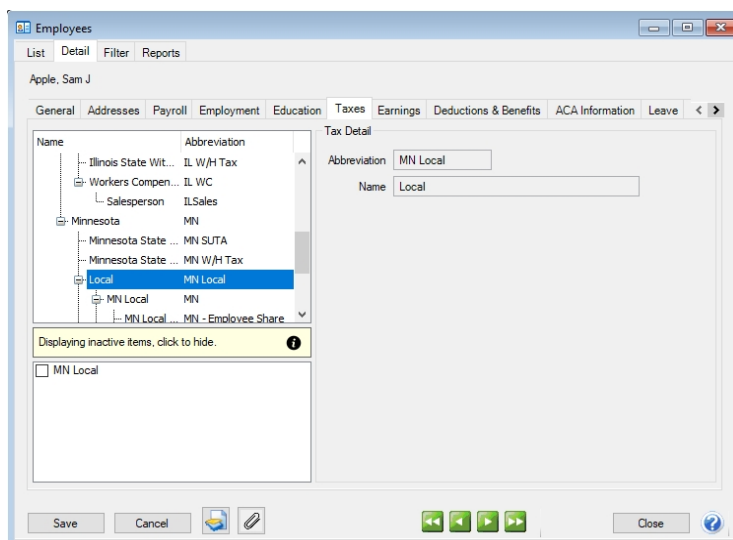 Employees
List Detail Filter Reports
Apple, Sam J
General Addresses Payroll Employment Education Taxes Earnings Deductions & Benefits ACA Information Leave
Name Abbreviation
Illinois State Wit... IL W/H Tax
Workers Compen... IL WC
Salesperson ILSales
Minnesota MN
Minnesota State ... MN SUTA
Minnesota State ... MN W/H Tax
Local MN Local
MN Local MN
MN Local ... MN - Employee Share
Displaying inactive items, click to hide.
MN Local
Tax Detail
Abbreviation MN Local
Name Local
Save Cancel Close